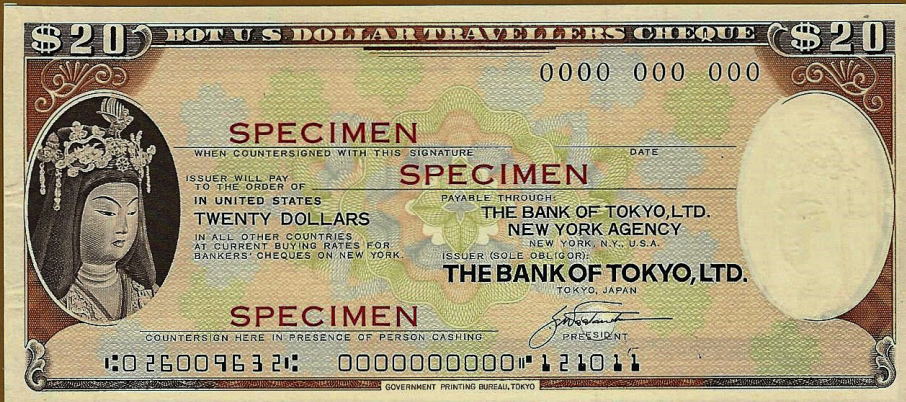 $20 BOT U S DOLLAR TRAVELLERS CHEQUE $20
0000 000 000
SPECIMEN
WHEN COUNTERSIGNED WITH THIS SIGNATURE DATE
ISSUER WILL PAY
TO THE ORDER OF SPECIMEN
IN UNITED STATES
TWENTY DOLLARS
IN ALL OTHER COUNTRIES
AT CURRENT BUYING RATES FOR
BANKERS' CHEQUES ON NEW YORK.
PAYABLE THROUGH:
THE BANK OF TOKYO, LTD.
NEW YORK AGENCY
NEW YORK, N.Y., U.S.A.
ISSUER (SOLE OBLIGOR):
THE BANK OF TOKYO, LTD.
TOKYO, JAPAN
SPECIMEN
COUNTERSIGN HERE IN PRESENCE OF PERSON CASHING
PRESIDENT
⑆026009632⑆ 0000000000⑈121011
GOVERNMENT PRINTING BUREAU, TOKYO